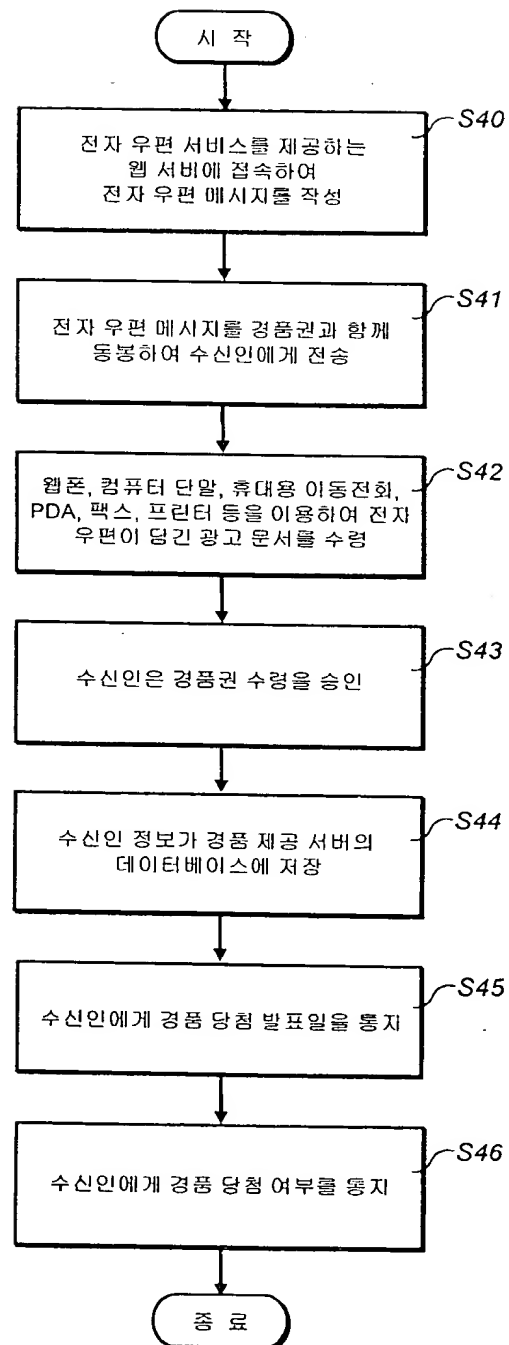 시 작
S40
전자 우편 서비스를 제공하는
웹 서버에 접속하여
전자 우편 메시지를 작성
S41
전자 우편 메시지를 경품권과 함께
동봉하여 수신인에게 전송
S42
웹폰, 컴퓨터 단말, 휴대용 이동전화,
PDA, 팩스, 프린터 등을 이용하여 전자
우편이 담긴 광고 문서를 수령
S43
수신인은 경품권 수령을 승인
S44
수신인 정보가 경품 제공 서버의
데이터베이스에 저장
S45
수신인에게 경품 당첨 발표일을 통지
S46
수신인에게 경품 당첨 여부를 통지
종 료